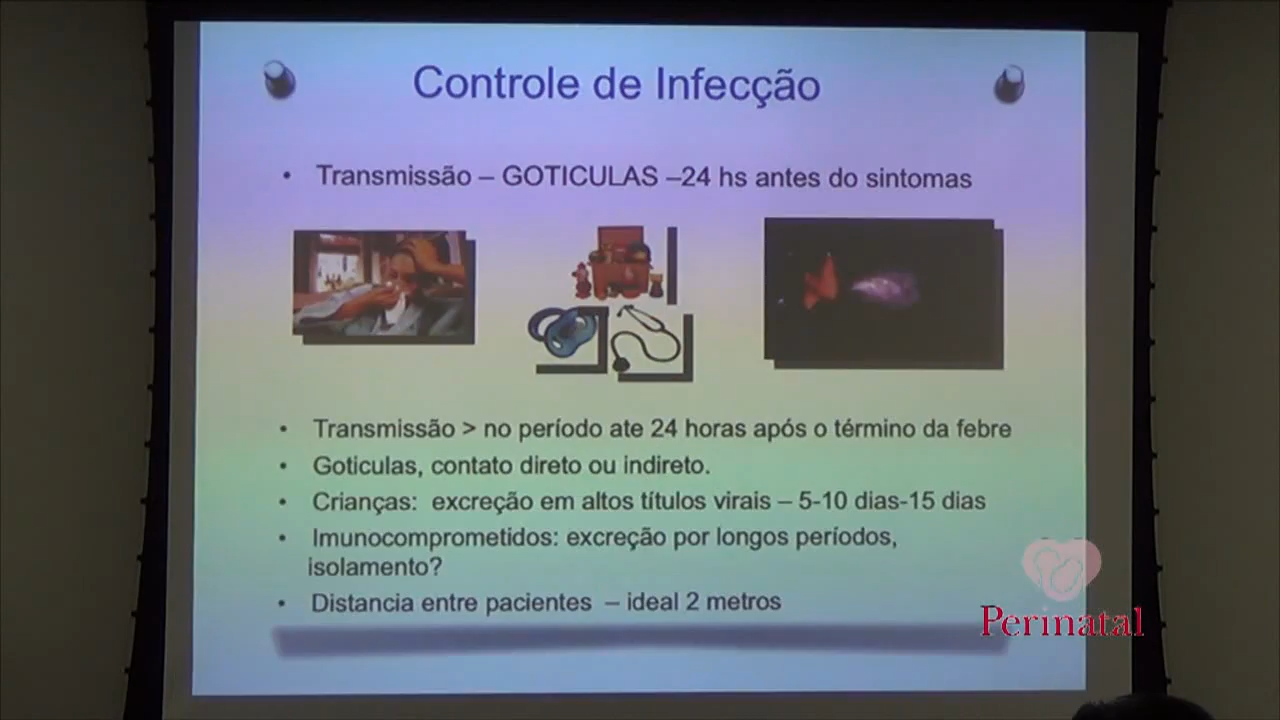 Controle de Infecção
• Transmissão – GOTICULAS –24 hs antes do sintomas
• Transmissão > no período ate 24 horas após o término da febre
• Goticulas, contato direto ou indireto.
• Crianças: excreção em altos títulos virais – 5-10 dias-15 dias
• Imunocomprometidos: excreção por longos períodos,
isolamento?
• Distancia entre pacientes – ideal 2 metros
Perinatal